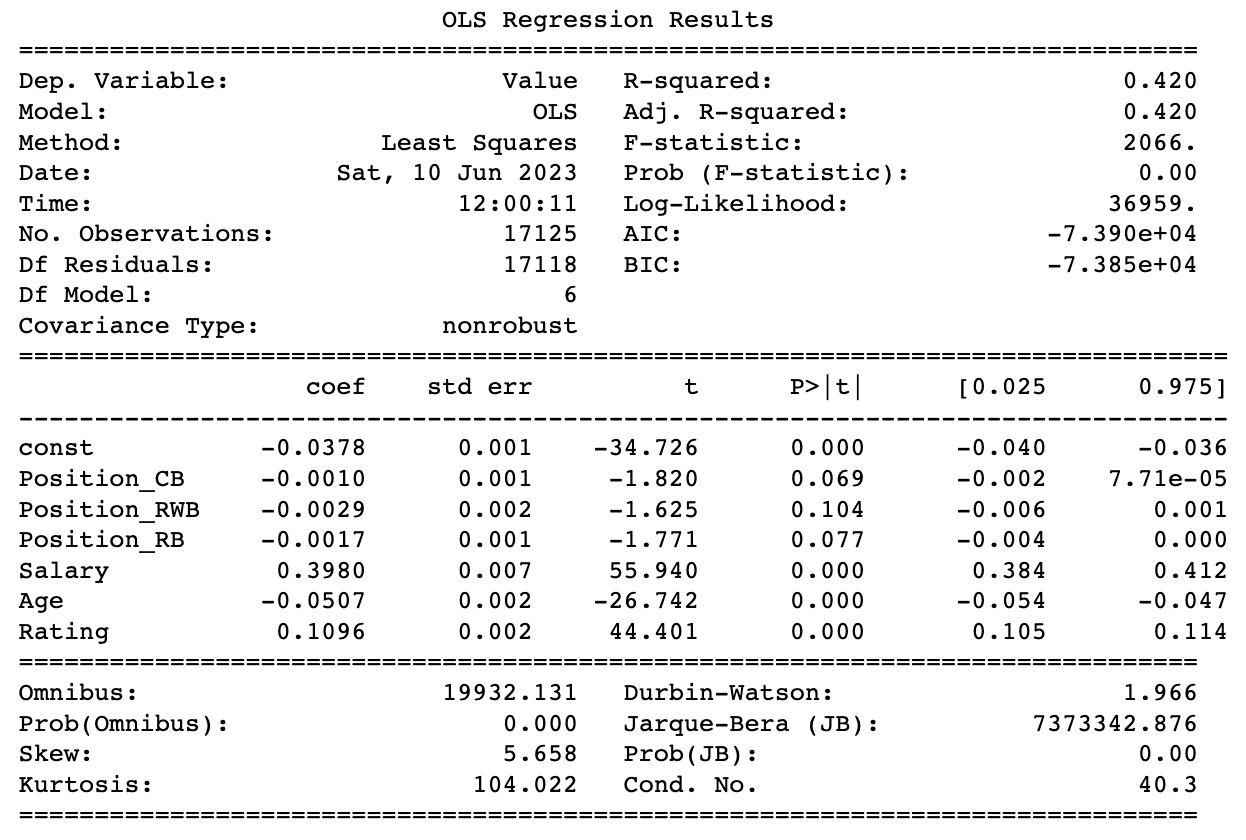 OLS Regression Results
==============================================================================
Dep. Variable: Value R-squared: 0.420
Model: OLS Adj. R-squared: 0.420
Method: Least Squares F-statistic: 2066.
Date: Sat, 10 Jun 2023 Prob (F-statistic): 0.00
Time: 12:00:11 Log-Likelihood: 36959.
No. Observations: 17125 AIC: -7.390e+04
Df Residuals: 17118 BIC: -7.385e+04
Df Model: 6
Covariance Type: nonrobust
================================================================================
coef std err t P>|t| [0.025 0.975]
--------------------------------------------------------------------------------
const -0.0378 0.001 -34.726 0.000 -0.040 -0.036
Position_CB -0.0010 0.001 -1.820 0.069 -0.002 7.71e-05
Position_RWB -0.0029 0.002 -1.625 0.104 -0.006 0.001
Position_RB -0.0017 0.001 -1.771 0.077 -0.004 0.000
Salary 0.3980 0.007 55.940 0.000 0.384 0.412
Age -0.0507 0.002 -26.742 0.000 -0.054 -0.047
Rating 0.1096 0.002 44.401 0.000 0.105 0.114
==============================================================================
Omnibus: 19932.131 Durbin-Watson: 1.966
Prob(Omnibus): 0.000 Jarque-Bera (JB): 7373342.876
Skew: 5.658 Prob(JB): 0.00
Kurtosis: 104.022 Cond. No. 40.3
==============================================================================